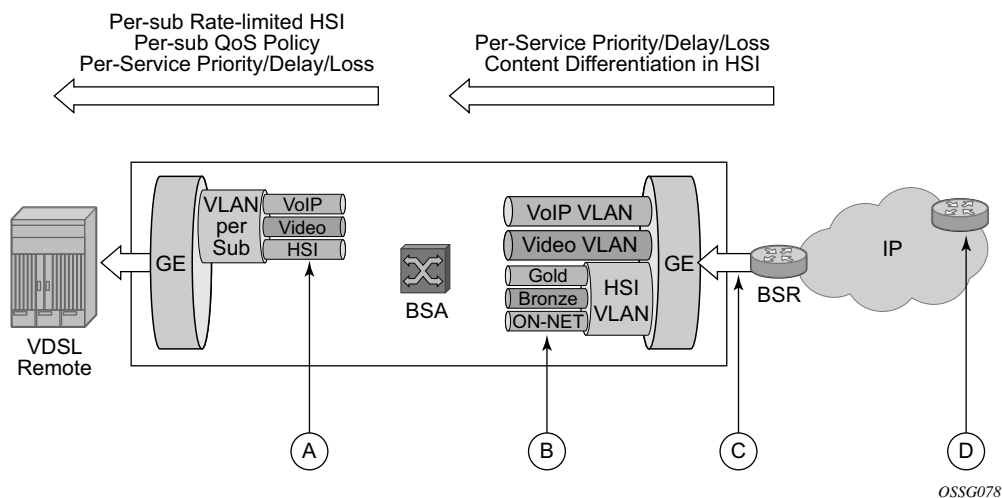 Per-sub Rate-limited HSI
Per-sub QoS Policy
Per-Service Priority/Delay/Loss
Per-Service Priority/Delay/Loss
Content Differentiation in HSI
VDSL
Remote
GE
VLAN
per
Sub
VoIP
Video
HSI
BSA
VoIP VLAN
Video VLAN
Gold
Bronze
ON-NET
HSI
VLAN
GE
BSR
IP
A
B
C
D
OSSG078